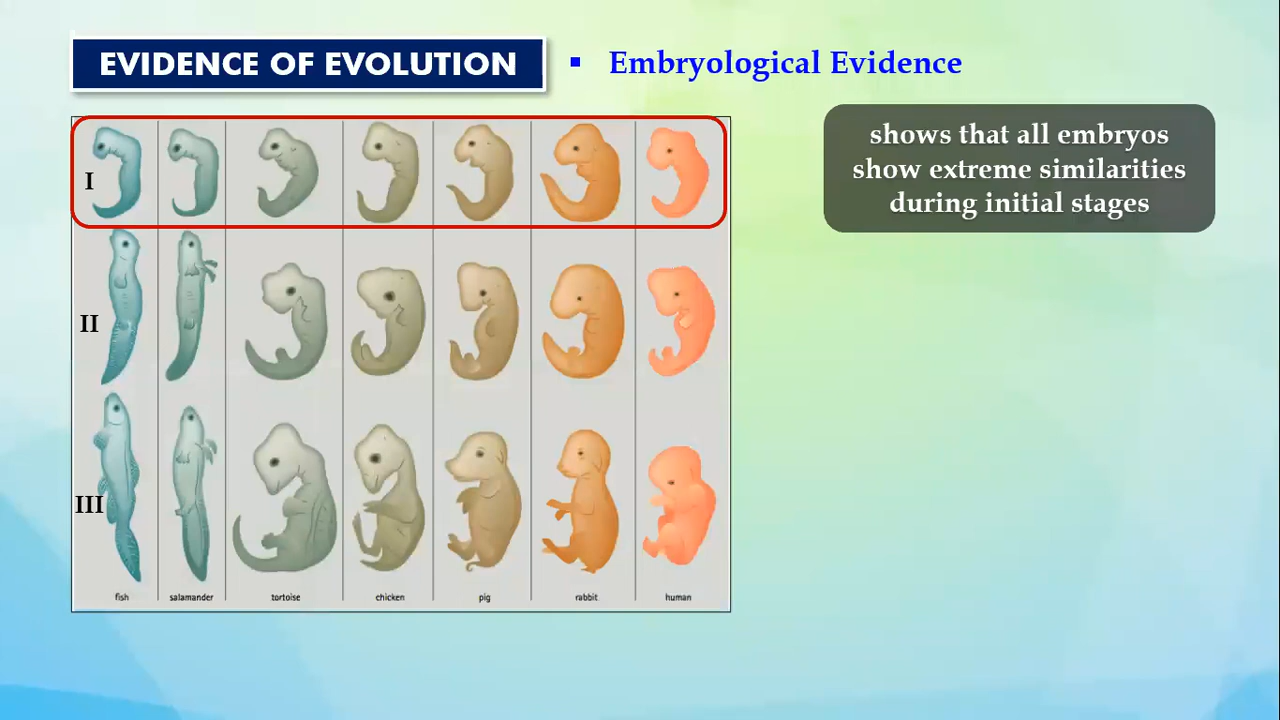 EVIDENCE OF EVOLUTION
▪ Embryological Evidence
shows that all embryos
show extreme similarities
during initial stages
I
II
III
fish salamander tortoise chicken pig rabbit human